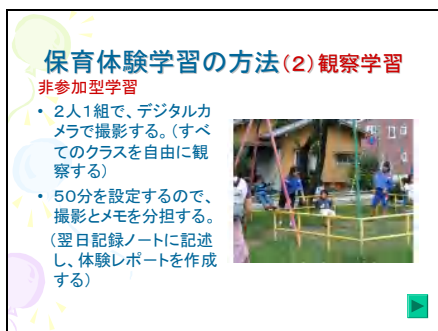 保育体験学習の方法(2)観察学習
非参加型学習
• 2人1組で、デジタルカ
メラで撮影する。(すべ
てのクラスを自由に観
察する)
• 50分を設定するので、
撮影とメモを分担する。
(翌日記録ノートに記述
し、体験レポートを作成
する)